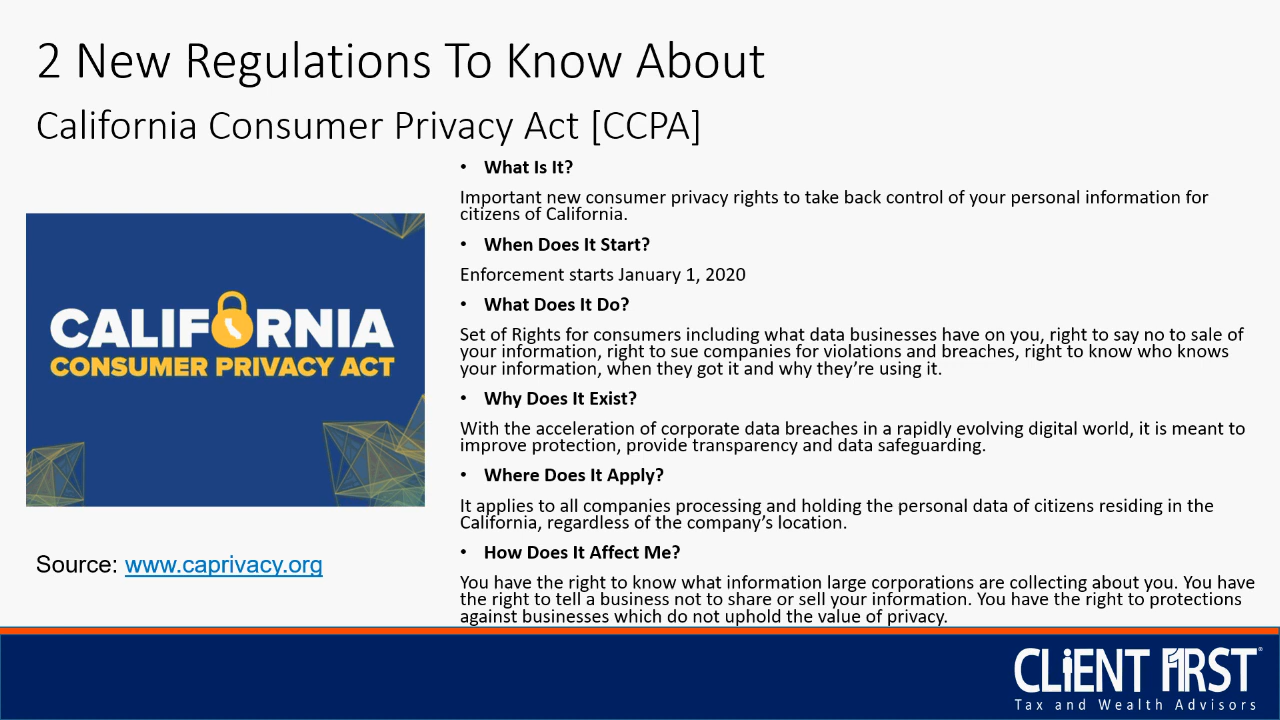 2 New Regulations To Know About
California Consumer Privacy Act [CCPA]
• What Is It?
Important new consumer privacy rights to take back control of your personal information for
citizens of California.
• When Does It Start?
Enforcement starts January 1, 2020
• What Does It Do?
Set of Rights for consumers including what data businesses have on you, right to say no to sale of
your information, right to sue companies for violations and breaches, right to know who knows
your information, when they got it and why they’re using it.
• Why Does It Exist?
With the acceleration of corporate data breaches in a rapidly evolving digital world, it is meant to
improve protection, provide transparency and data safeguarding.
• Where Does It Apply?
It applies to all companies processing and holding the personal data of citizens residing in the
California, regardless of the company’s location.
• How Does It Affect Me?
You have the right to know what information large corporations are collecting about you. You have
the right to tell a business not to share or sell your information. You have the right to protections
against businesses which do not uphold the value of privacy.
CALIFORNIA
CONSUMER PRIVACY ACT
Source: www.caprivacy.org
CLiENT FIRST®
Tax and Wealth Advisors